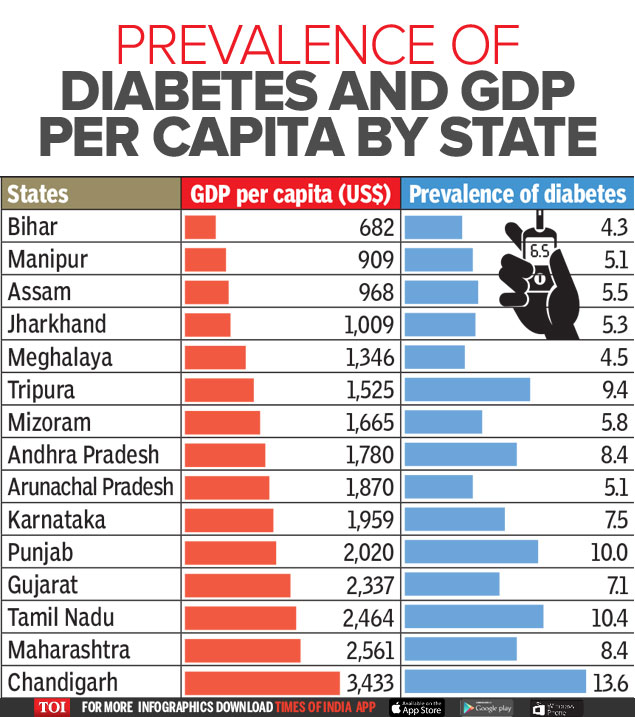 PREVALENCE OF
DIABETES AND GDP
PER CAPITA BY STATE
States GDP per capita (US$) Prevalence of diabetes
Bihar 682 4.3
6.5
Manipur 909 5.1
Assam 968 5.5
Jharkhand 1,009 5.3
Meghalaya 1,346 4.5
Tripura 1,525 9.4
Mizoram 1,665 5.8
Andhra Pradesh 1,780 8.4
Arunachal Pradesh 1,870 5.1
Karnataka 1,959 7.5
Punjab 2,020 10.0
Gujarat 2,337 7.1
Tamil Nadu 2,464 10.4
Maharashtra 2,561 8.4
Chandigarh 3,433 13.6
TOI FOR MORE INFOGRAPHICS DOWNLOAD TIMES OF INDIA APP Available on the App Store Google play Windows Phone